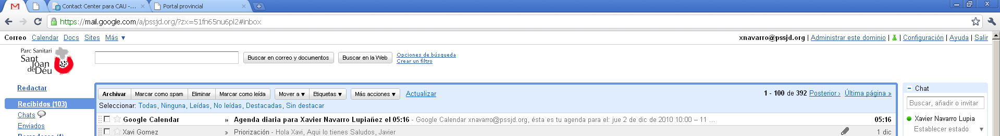 Contact Center para CAU -... Portal provincial
https://mail.google.com/a/pssjd.org/?zx=51fn65nu6pl2#inbox
Correo Calendar Docs Sites Más ▼ xnavarro@pssjd.org | Administrar este dominio | | Configuración | Ayuda | Salir
Parc Sanitari
Sant
Joan
de Déu
Buscar en correo y documentos Buscar en la Web Opciones de búsqueda
Crear un filtro
Redactar
Recibidos (103)
Chats
Enviados
Borradores (1)
Archivar Marcar como spam Eliminar Marcar como leída Mover a ▼ Etiquetas ▼ Más acciones ▼ Actualizar 1 - 100 de 392 Posterior › Última página »
Seleccionar: Todas, Ninguna, Leídas, No leídas, Destacadas, Sin destacar
Google Calendar » Agenda diaria para Xavier Navarro Lupiañez el 05:16 - Google Calendar xnavarro@pssjd.org, ésta es tu agenda para el: jue 2 de dic de 2010 10:00 – 11 ... 05:16
Xavi Gomez » Priorización - Hola Xavi, Aqui lo tienes Saludos, Javier 1 dic
Chat
Buscar, añadir o invitar
Xavier Navarro Lupia
Establecer estado ▼